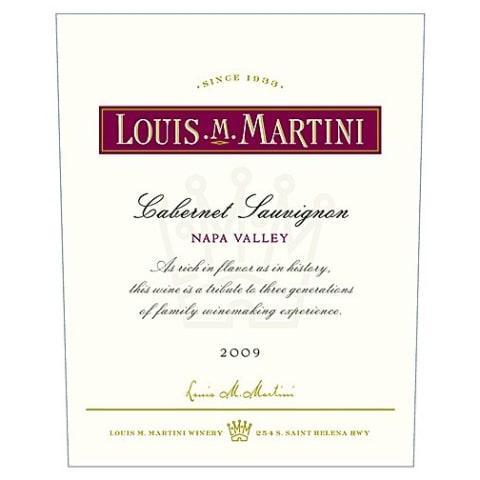 · SINCE 1933 ·
LOUIS · M · MARTINI
Cabernet Sauvignon
NAPA VALLEY
As rich in flavor as in history,
this wine is a tribute to three generations
of family winemaking experience.
2009
Louis M. Martini
LOUIS M. MARTINI WINERY 254 S. SAINT HELENA HWY